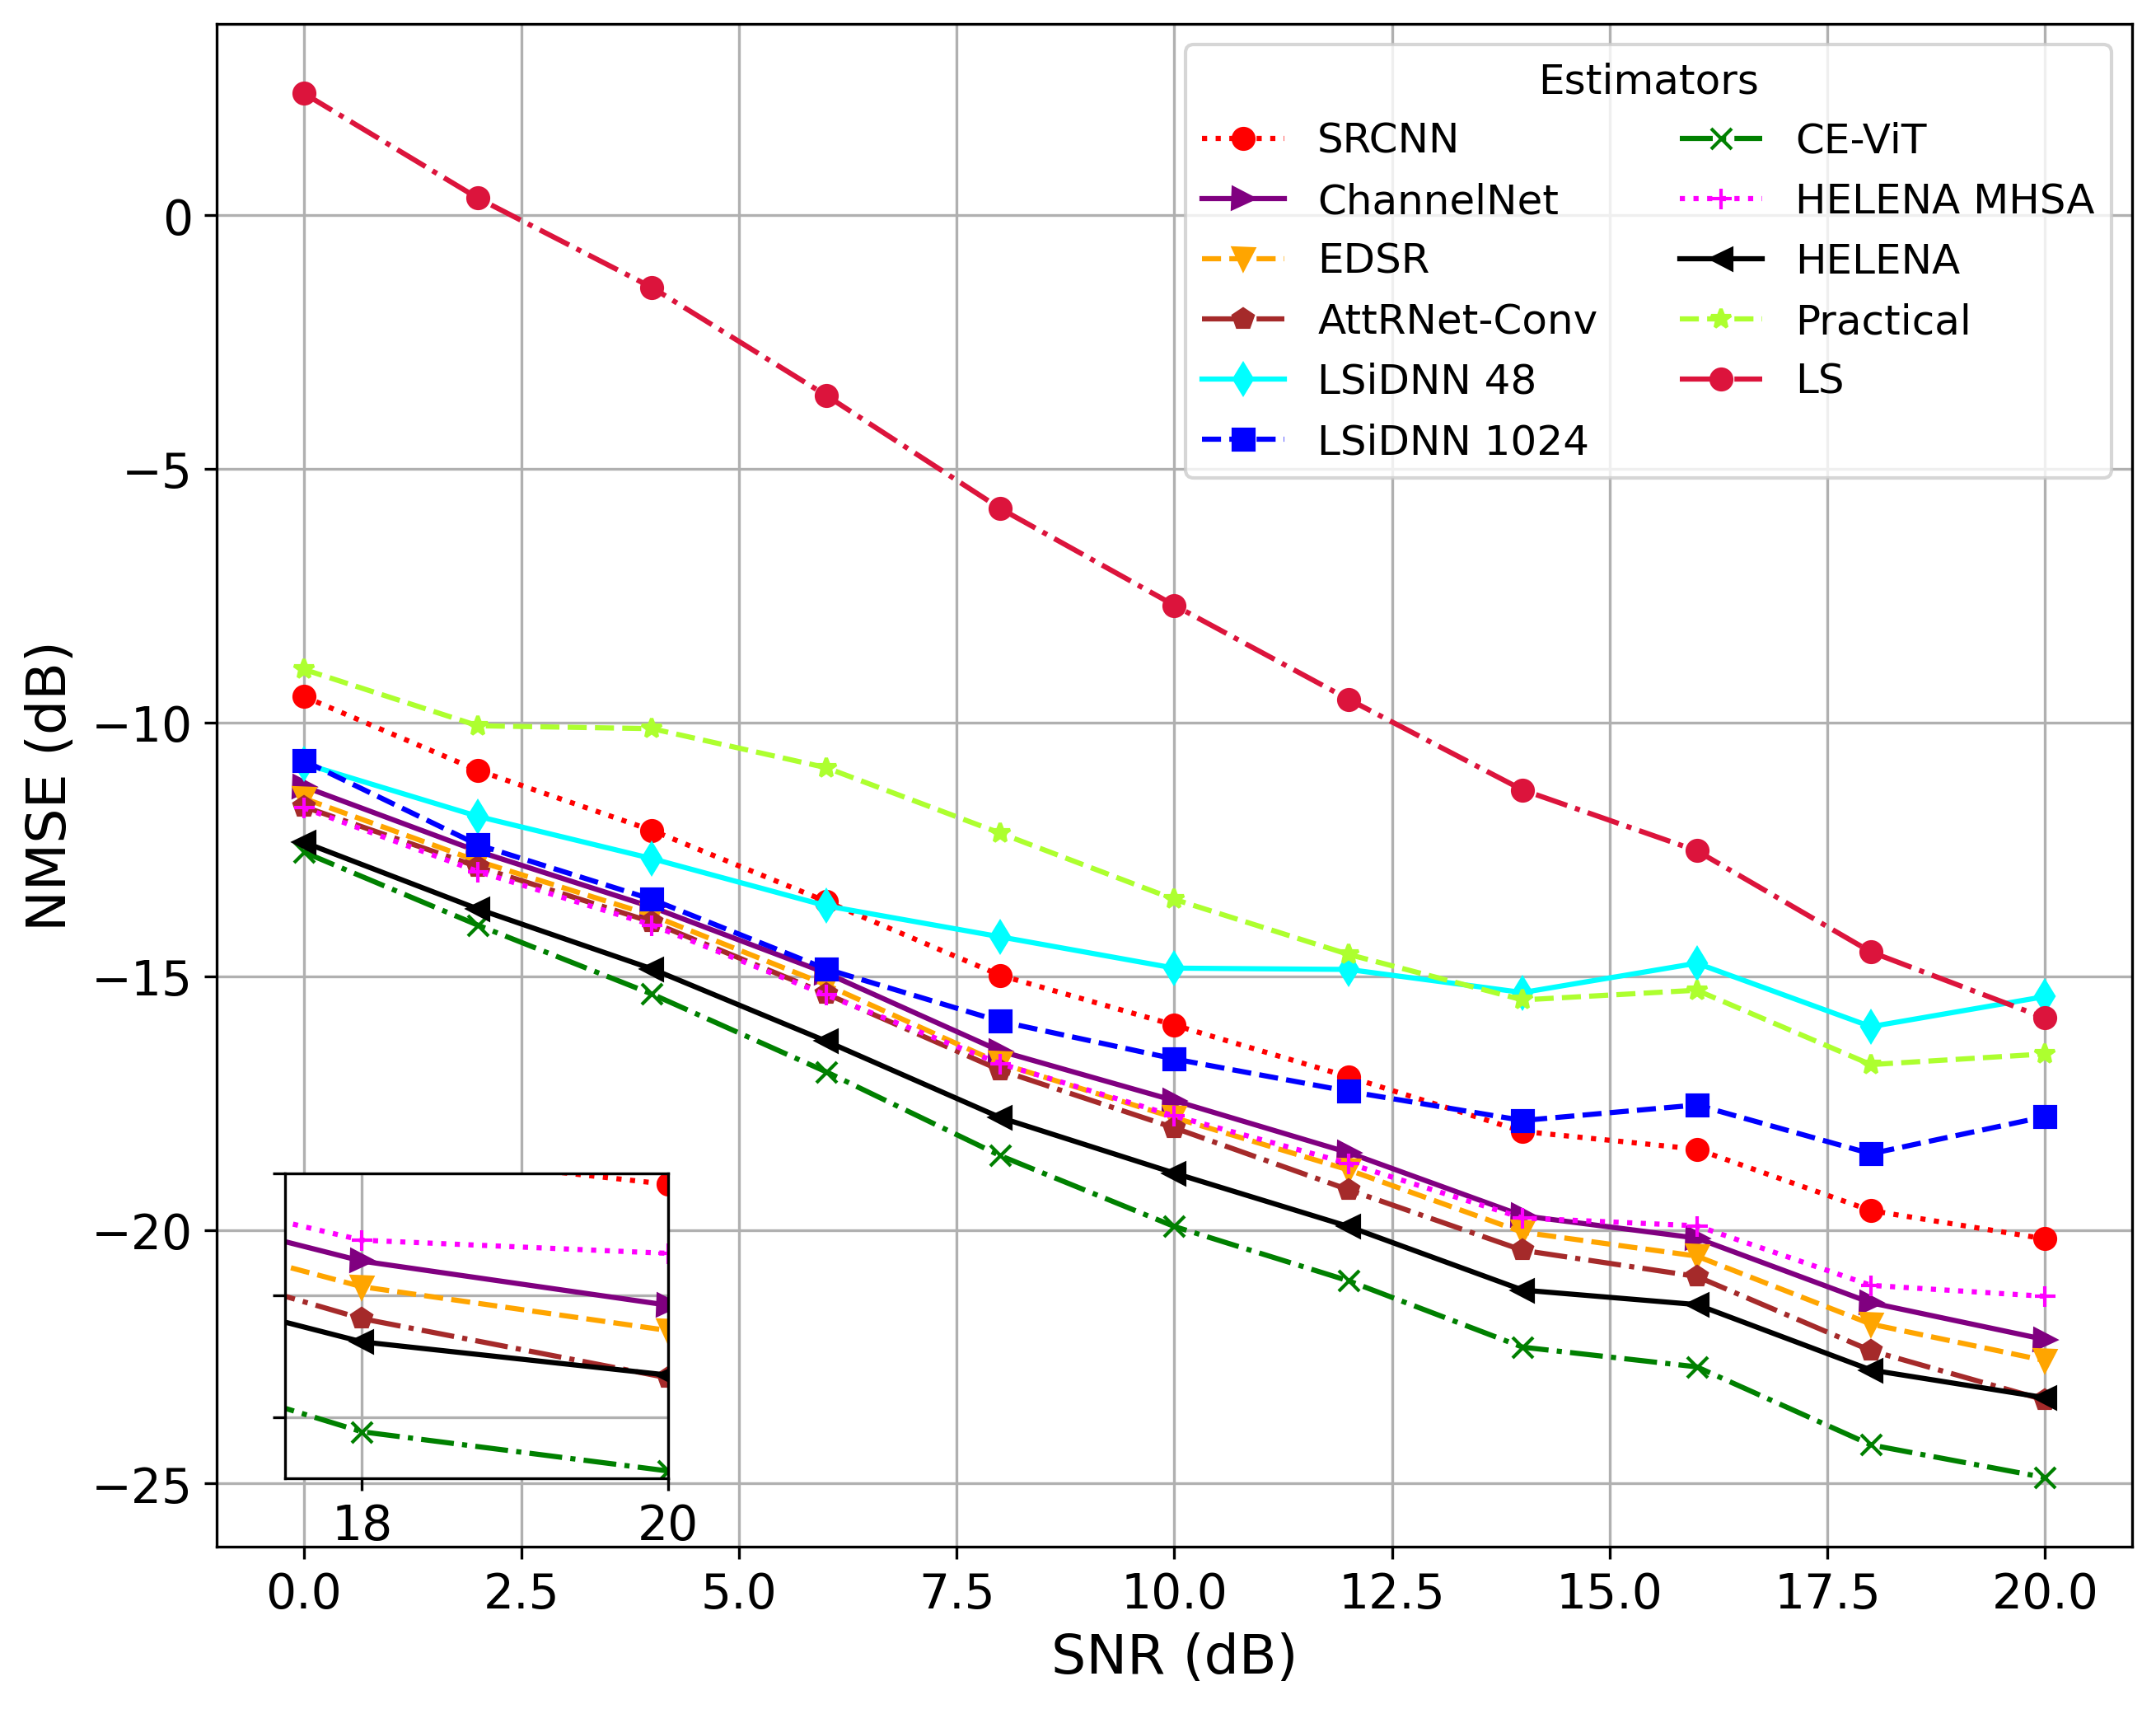 Estimators
SRCNN
ChannelNet
EDSR
AttRNet-Conv
LSiDNN 48
LSiDNN 1024
CE-ViT
HELENA MHSA
HELENA
Practical
LS
NMSE (dB)
0
−5
−10
−15
−20
−25
18
20
0.0
2.5
5.0
7.5
10.0
12.5
15.0
17.5
20.0
SNR (dB)